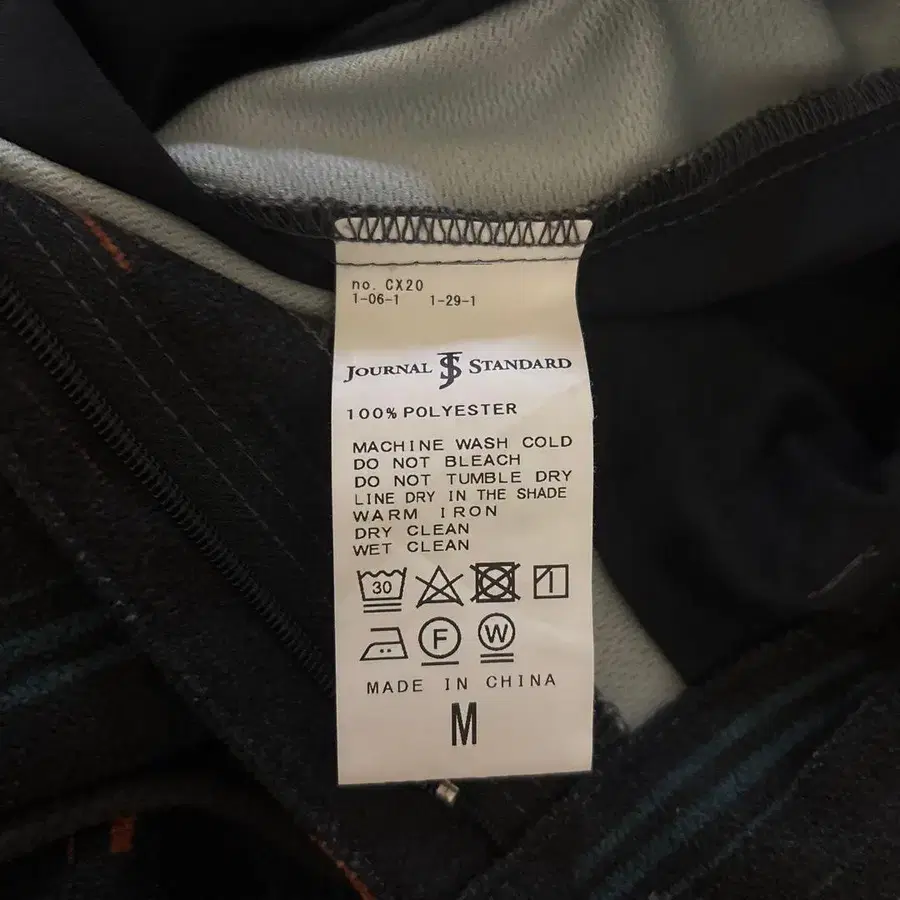 no. CX20
1-06-1 1-29-1
JOURNAL JS STANDARD
100% POLYESTER
MACHINE WASH COLD
DO NOT BLEACH
DO NOT TUMBLE DRY
LINE DRY IN THE SHADE
WARM IRON
DRY CLEAN
WET CLEAN
30
F W
MADE IN CHINA
M